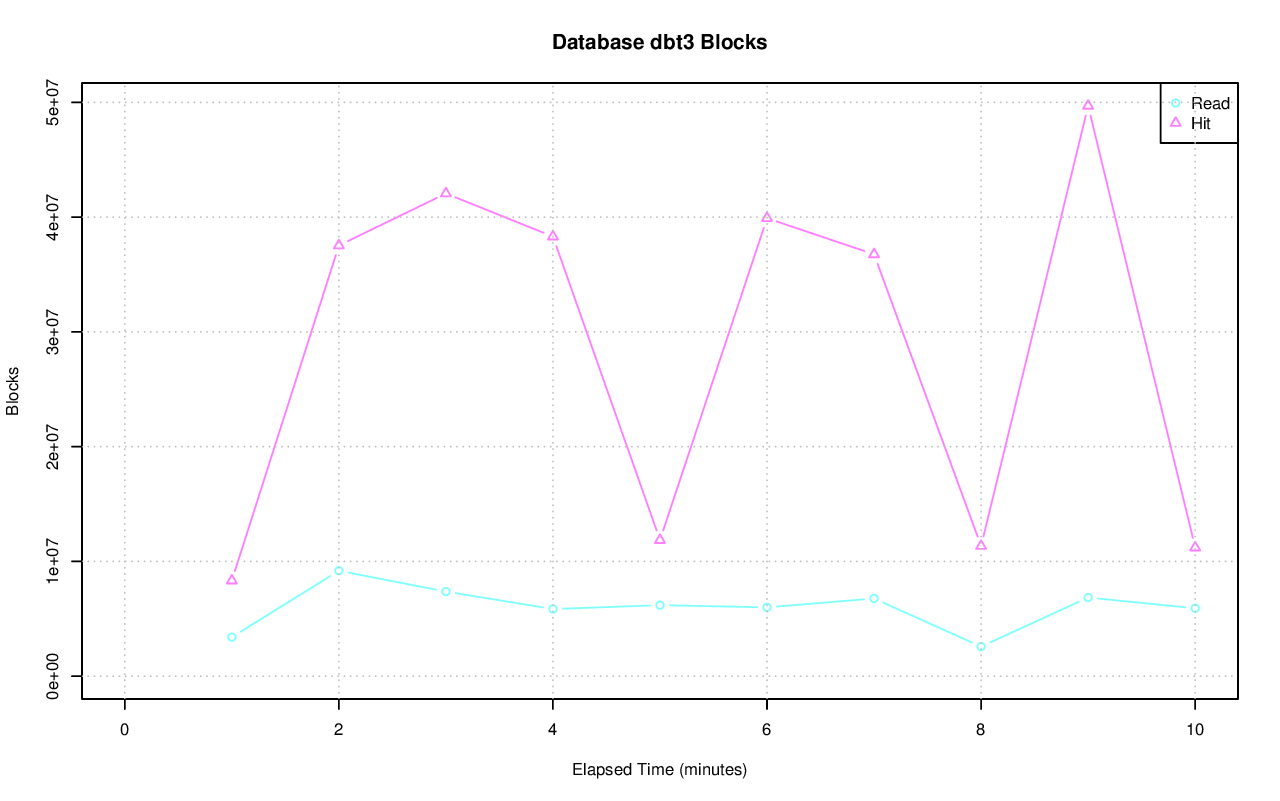 Database dbt3 Blocks
5e+07
4e+07
3e+07
2e+07
1e+07
0e+00
Blocks
Read
Hit
0 2 4 6 8 10
Elapsed Time (minutes)